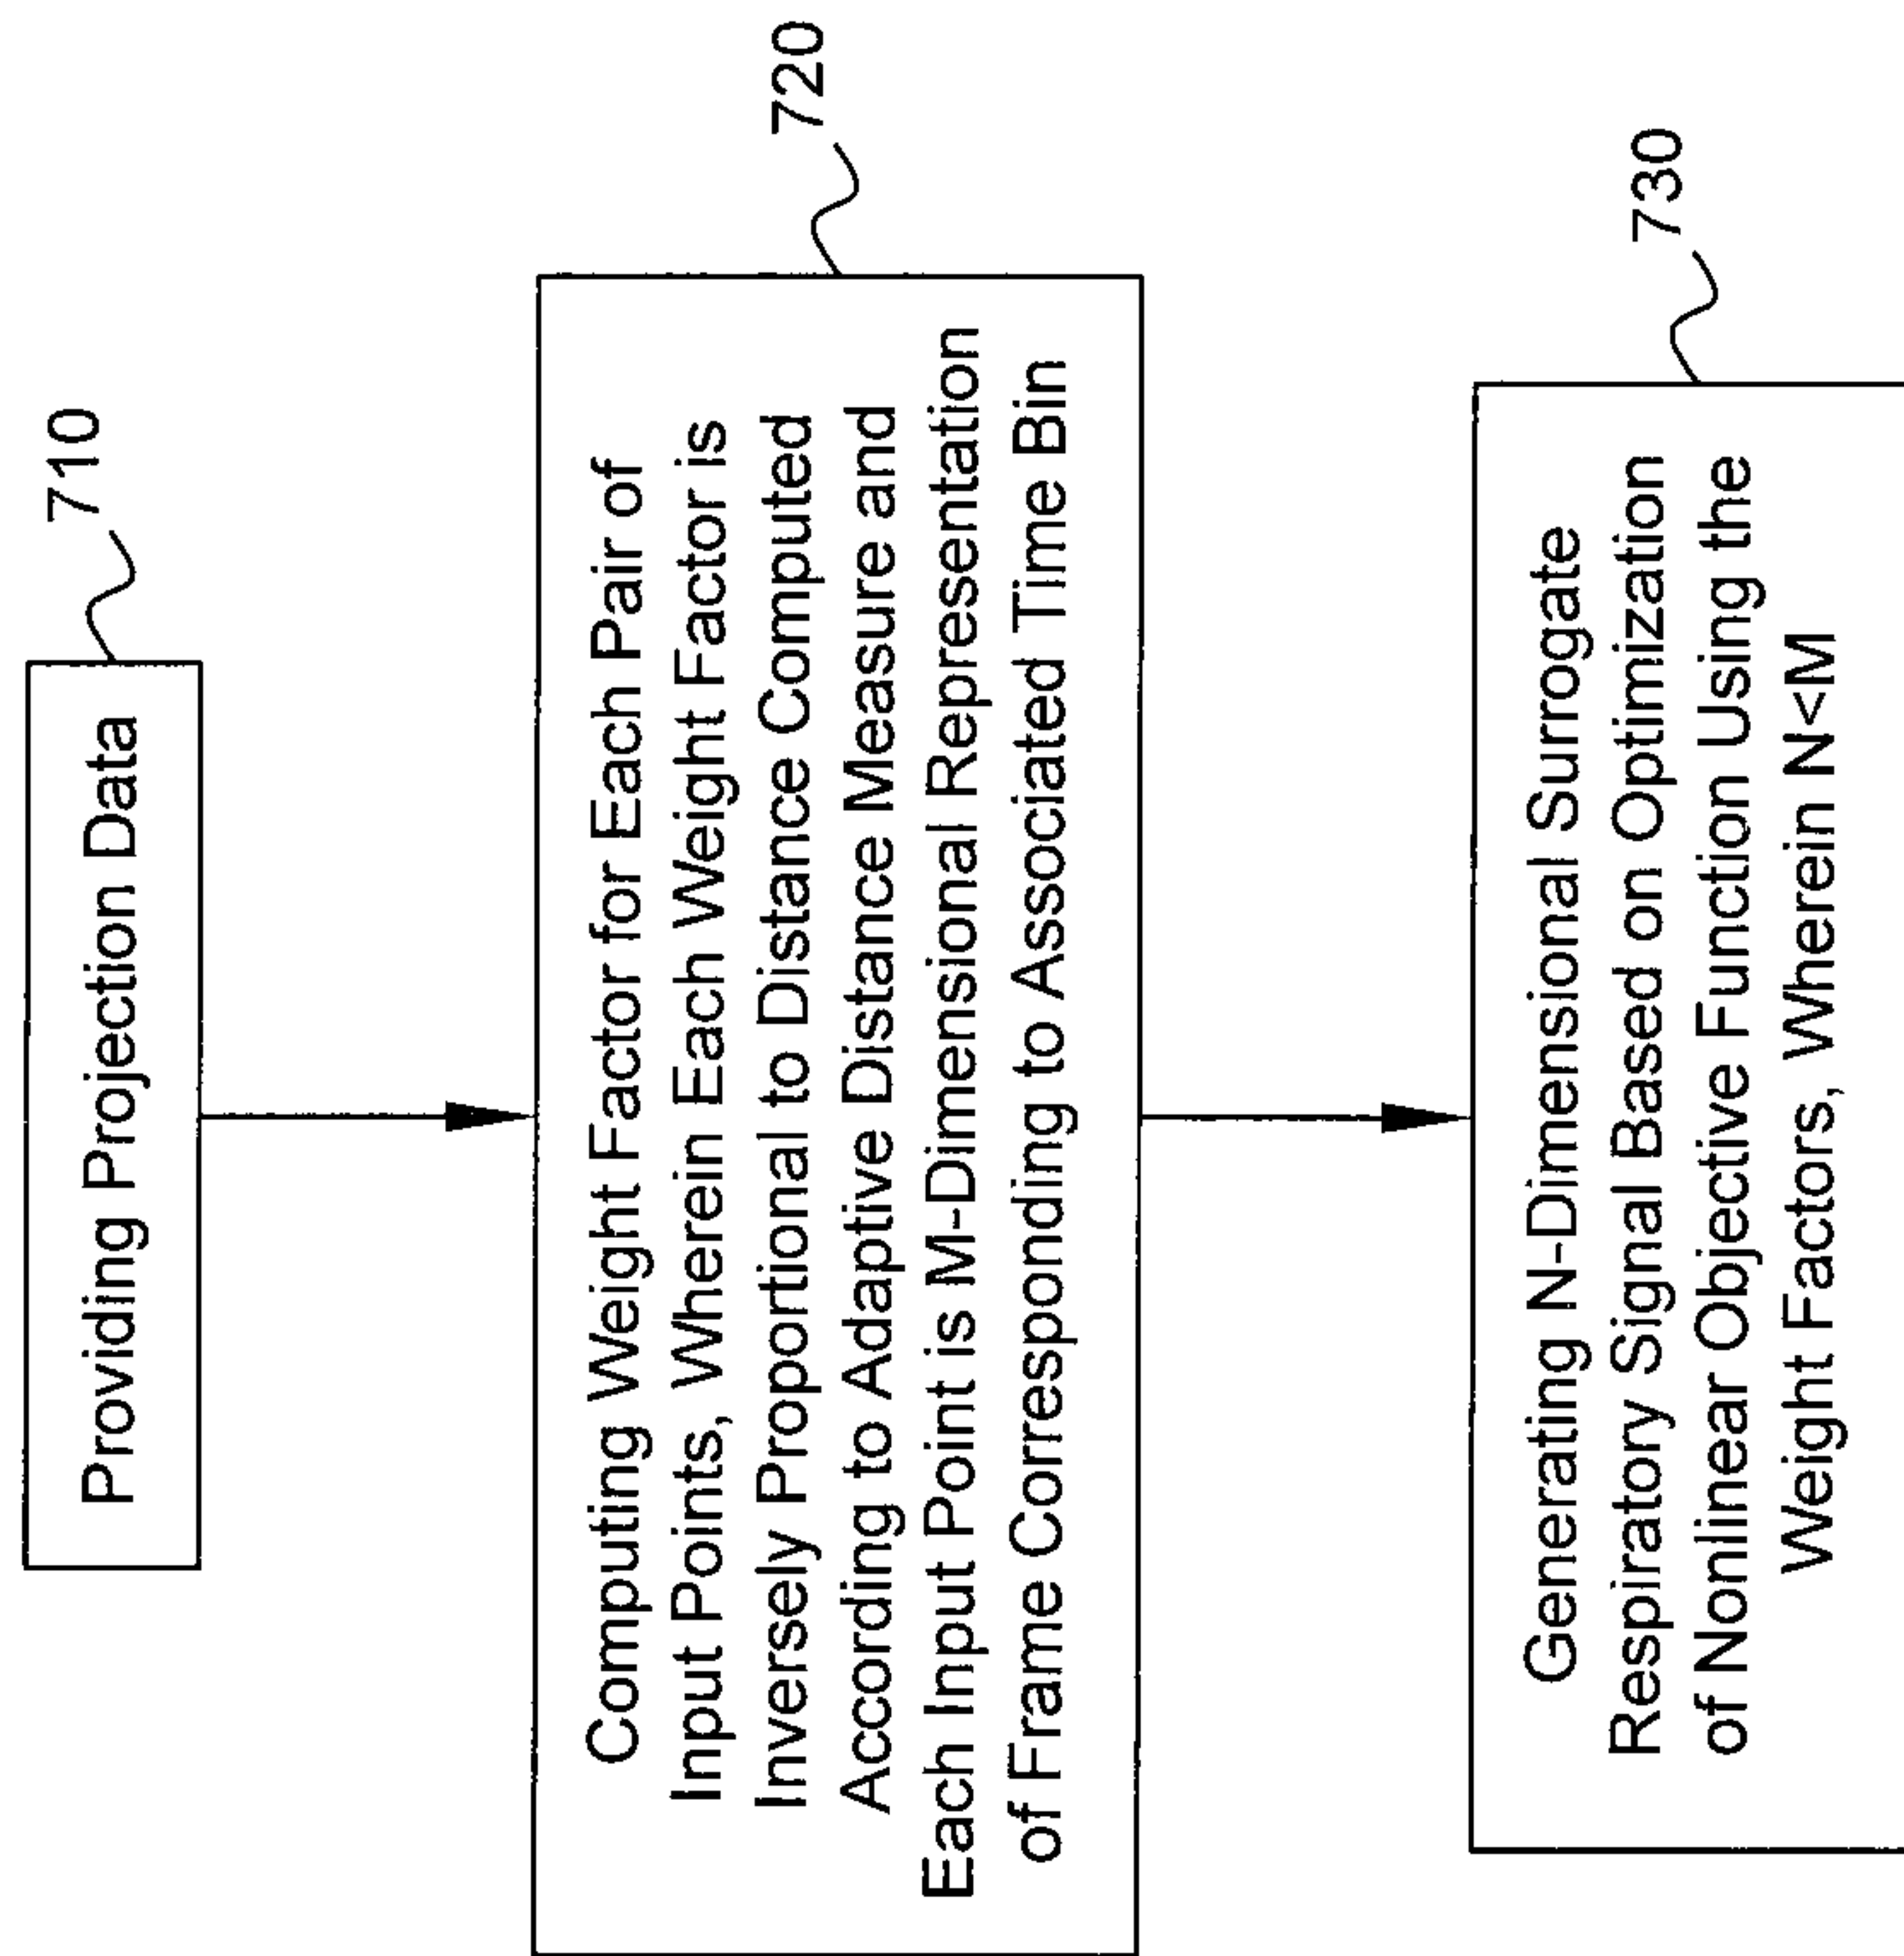 Providing Projection Data
710
Computing Weight Factor for Each Pair of
Input Points, Wherein Each Weight Factor is
Inversely Proportional to Distance Computed
According to Adaptive Distance Measure and
Each Input Point is M-Dimensional Representation
of Frame Corresponding to Associated Time Bin
720
Generating N-Dimensional Surrogate
Respiratory Signal Based on Optimization
of Nonlinear Objective Function Using the
Weight Factors, Wherein N<M
730